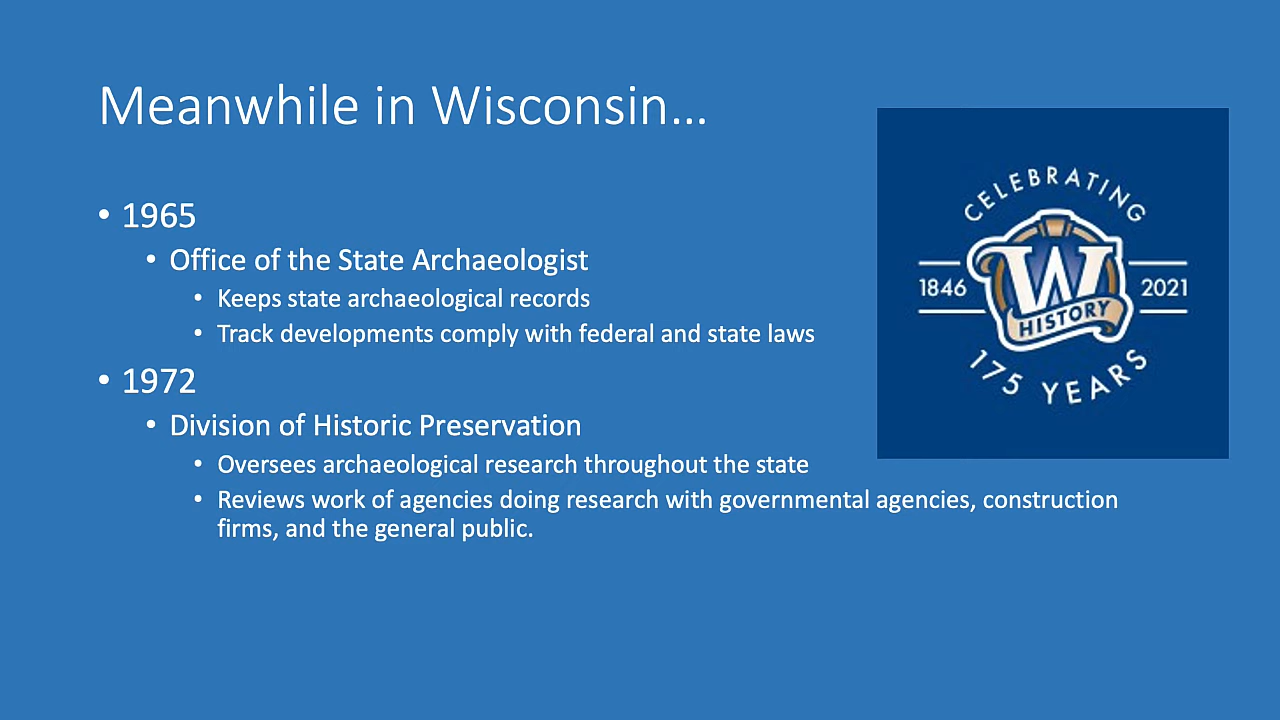 Meanwhile in Wisconsin...
• 1965
• Office of the State Archaeologist
• Keeps state archaeological records
• Track developments comply with federal and state laws
• 1972
• Division of Historic Preservation
• Oversees archaeological research throughout the state
• Reviews work of agencies doing research with governmental agencies, construction
firms, and the general public.
CELEBRATING
W
1846
2021
HISTORY
175 YEARS